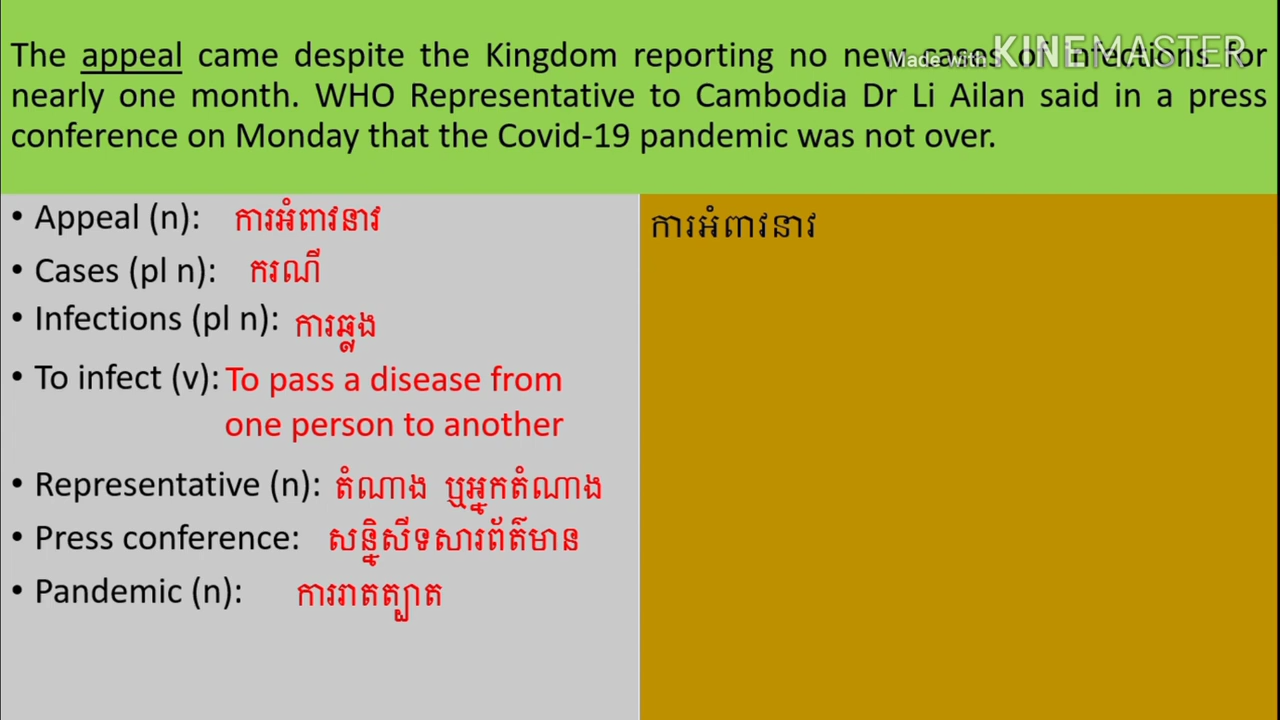 The appeal came despite the Kingdom reporting no new cases of infections for
Made with KINEMASTER
nearly one month. WHO Representative to Cambodia Dr Li Ailan said in a press
conference on Monday that the Covid-19 pandemic was not over.
• Appeal (n): ការអំពាវនាវ
• Cases (pl n): ករណី
• Infections (pl n): ការឆ្លង
• To infect (v): To pass a disease from
one person to another
• Representative (n): តំណាង ឬអ្នកតំណាង
• Press conference: សន្និសីទសារព័ត៌មាន
• Pandemic (n): ការរាតត្បាត
ការអំពាវនាវ